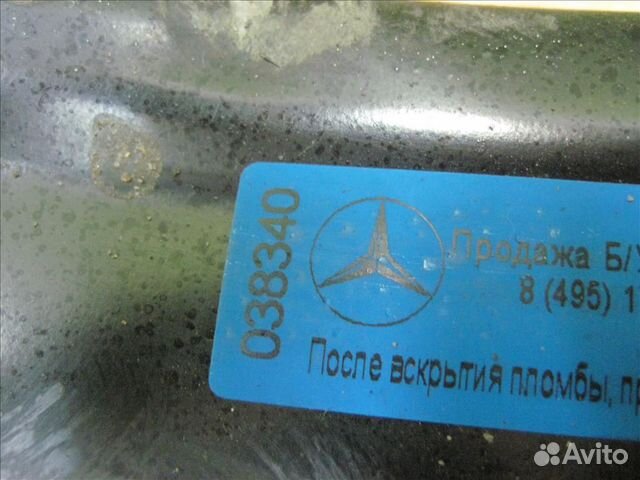 038340
Продажа Б/У
8 (495) 1
После вскрытия пломбы, пр
Avito